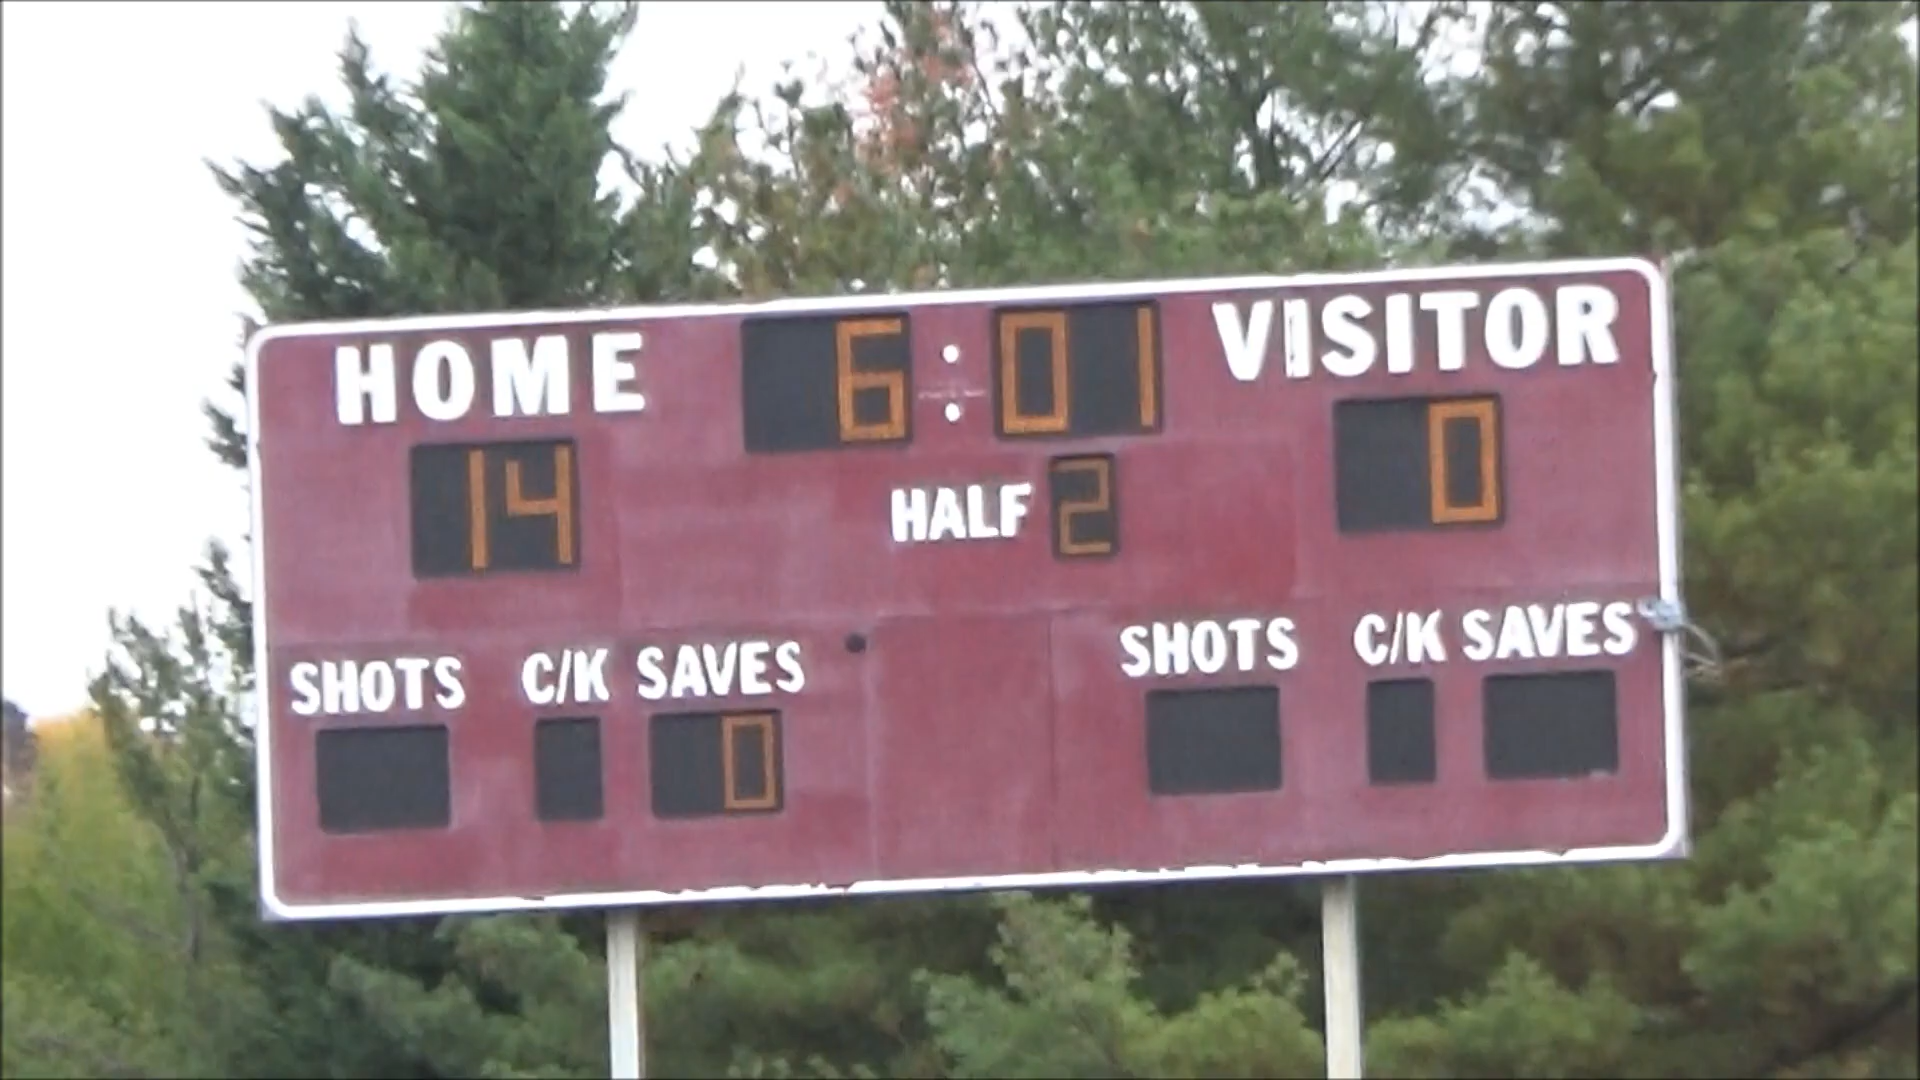 HOME 6:01 VISITOR
14 HALF 2 0
SHOTS C/K SAVES SHOTS C/K SAVES
0